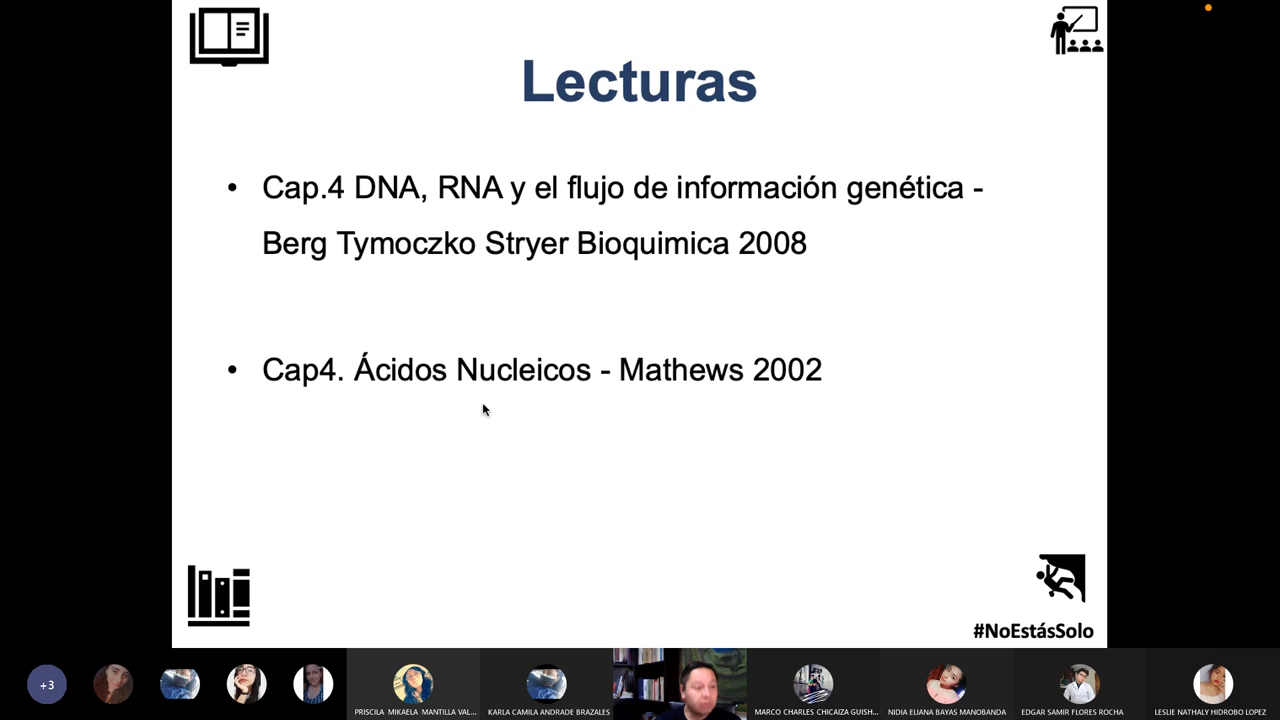 Lecturas
• Cap.4 DNA, RNA y el flujo de información genética -
Berg Tymoczko Stryer Bioquimica 2008
• Cap4. Ácidos Nucleicos - Mathews 2002
#NoEstásSolo
+3
PRISCILA MIKAELA MANTILLA VAL...
KARLA CAMILA ANDRADE BRAZALES
MARCO CHARLES CHICAIZA GUISH...
NIDIA ELIANA BAYAS MANOBANDA
EDGAR SAMIR FLORES ROCHA
LESLIE NATHALY HIDROBO LOPEZ